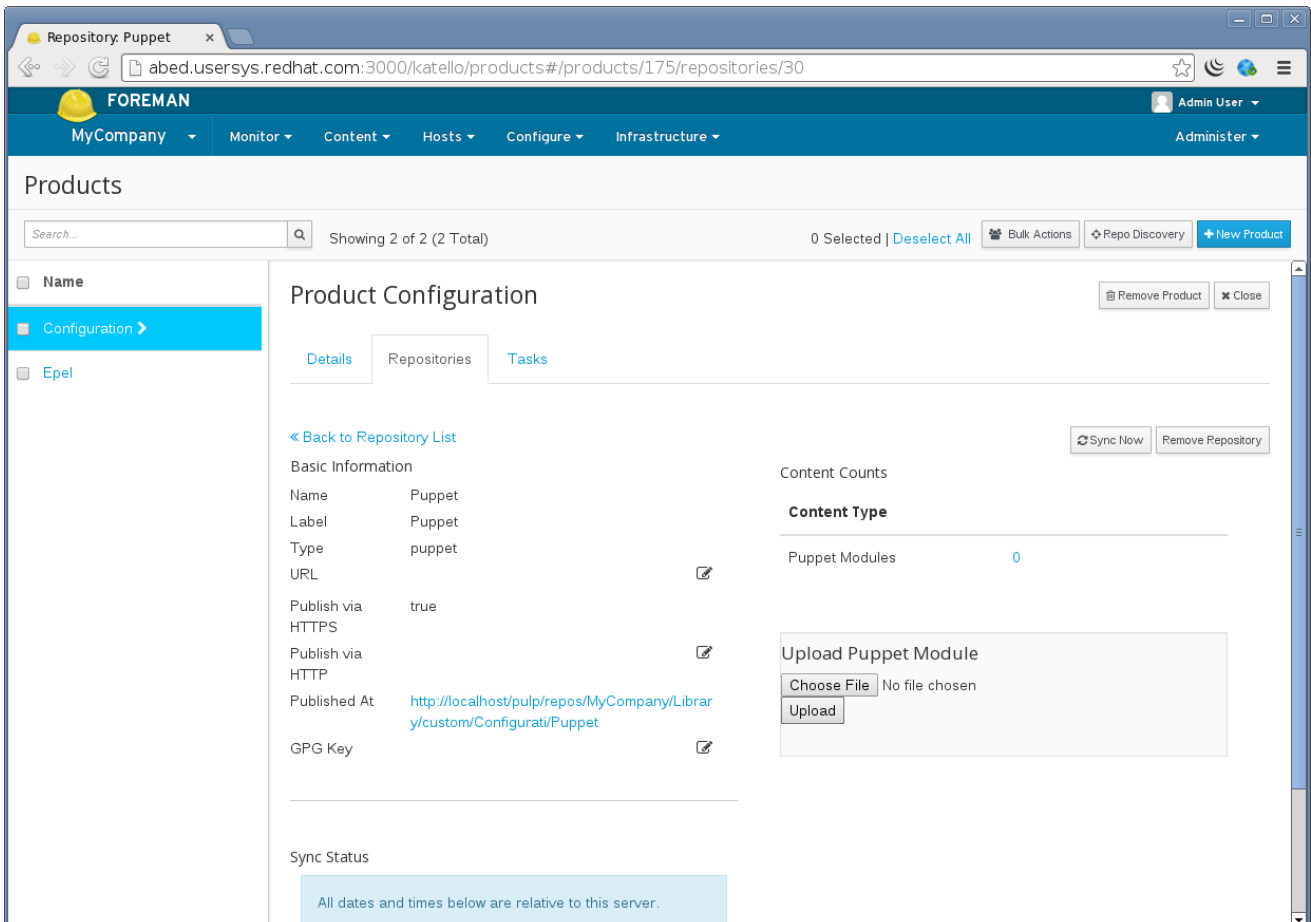 Repository: Puppet ×
abed.usersys.redhat.com:3000/katello/products#/products/175/repositories/30
FOREMAN
Admin User
MyCompany Monitor Content Hosts Configure Infrastructure Administer
Products
Search... Showing 2 of 2 (2 Total) 0 Selected | Deselect All Bulk Actions Repo Discovery + New Product
Name
Configuration
Epel
Product Configuration
Remove Product Close
Details Repositories Tasks
« Back to Repository List
Sync Now Remove Repository
Basic Information
Name Puppet
Label Puppet
Type puppet
URL
Publish via HTTPS true
Publish via HTTP
Published At http://localhost/pulp/repos/MyCompany/Librar
y/custom/Configurati/Puppet
GPG Key
Content Counts
Content Type
Puppet Modules 0
Upload Puppet Module
Choose File No file chosen
Upload
Sync Status
All dates and times below are relative to this server.